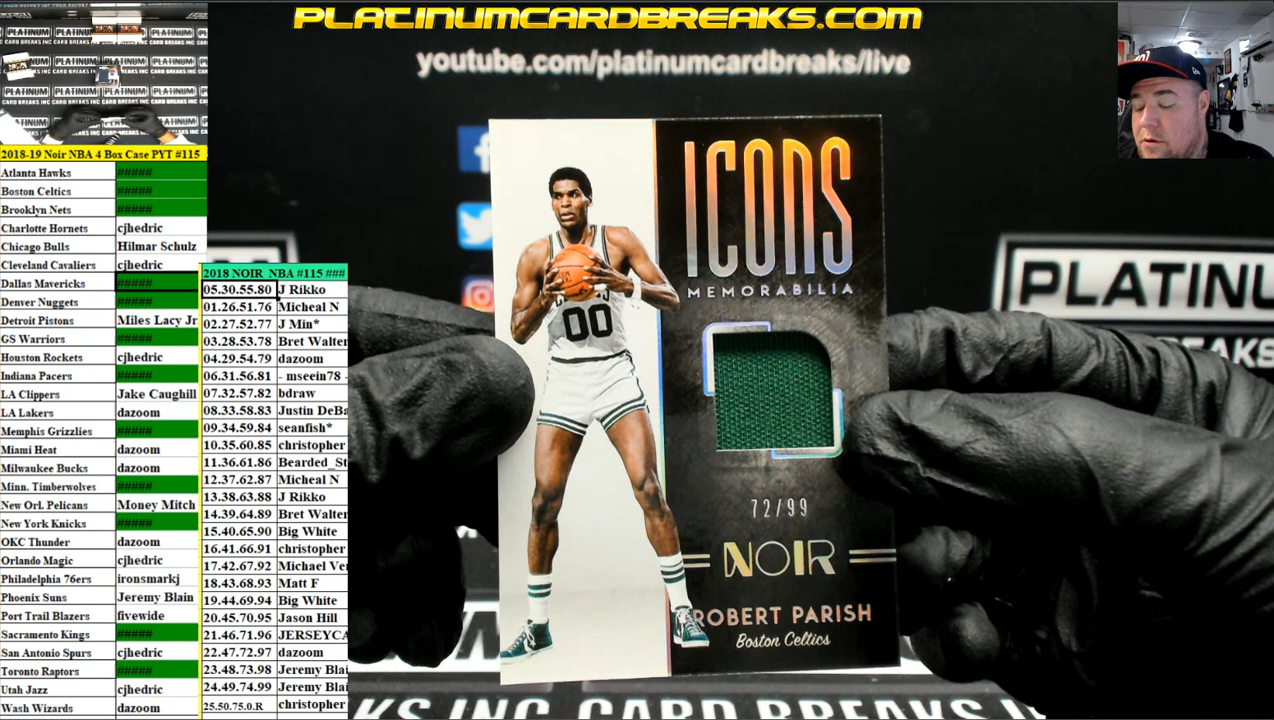 PLATINUMCARDBREAKS.COM
youtube.com/platinumcardbreaks/live
2018-19 Noir NBA 4 Box Case PYT #115
Atlanta Hawks #####
Boston Celtics #####
Brooklyn Nets #####
Charlotte Hornets cjhedric
Chicago Bulls Hilmar Schulz
Cleveland Cavaliers cjhedric
Dallas Mavericks #####
Denver Nuggets #####
Detroit Pistons Miles Lacy Jr
GS Warriors #####
Houston Rockets cjhedric
Indiana Pacers #####
LA Clippers Jake Caughill
LA Lakers dazoom
Memphis Grizzlies #####
Miami Heat dazoom
Milwaukee Bucks dazoom
Minn. Timberwolves #####
New Orl. Pelicans Money Mitch
New York Knicks #####
OKC Thunder dazoom
Orlando Magic cjhedric
Philadelphia 76ers ironsmarkj
Phoenix Suns Jeremy Blain
Port Trail Blazers fivewide
Sacramento Kings #####
San Antonio Spurs cjhedric
Toronto Raptors #####
Utah Jazz cjhedric
Wash Wizards dazoom
2018 NOIR NBA #115 ###
05.30.55.80 J Rikko
01.26.51.76 Micheal N
02.27.52.77 J Min*
03.28.53.78 Bret Walter
04.29.54.79 dazoom
06.31.56.81 - mseein78 -
07.32.57.82 bdraw
08.33.58.83 Justin DeBa
09.34.59.84 seanfish*
10.35.60.85 christopher
11.36.61.86 Bearded_St
12.37.62.87 Micheal N
13.38.63.88 J Rikko
14.39.64.89 Bret Walter
15.40.65.90 Big White
16.41.66.91 christopher
17.42.67.92 Michael Ver
18.43.68.93 Matt F
19.44.69.94 Big White
20.45.70.95 Jason Hill
21.46.71.96 JERSEYCA
22.47.72.97 dazoom
23.48.73.98 Jeremy Blai
24.49.74.99 Jeremy Blai
25.50.75.0.R christopher
ICONS
MEMORABILIA
00
72/99
NOIR
ROBERT PARISH
Boston Celtics
PLATINUM
BREAKS
KS INC CARD BREAKS INC